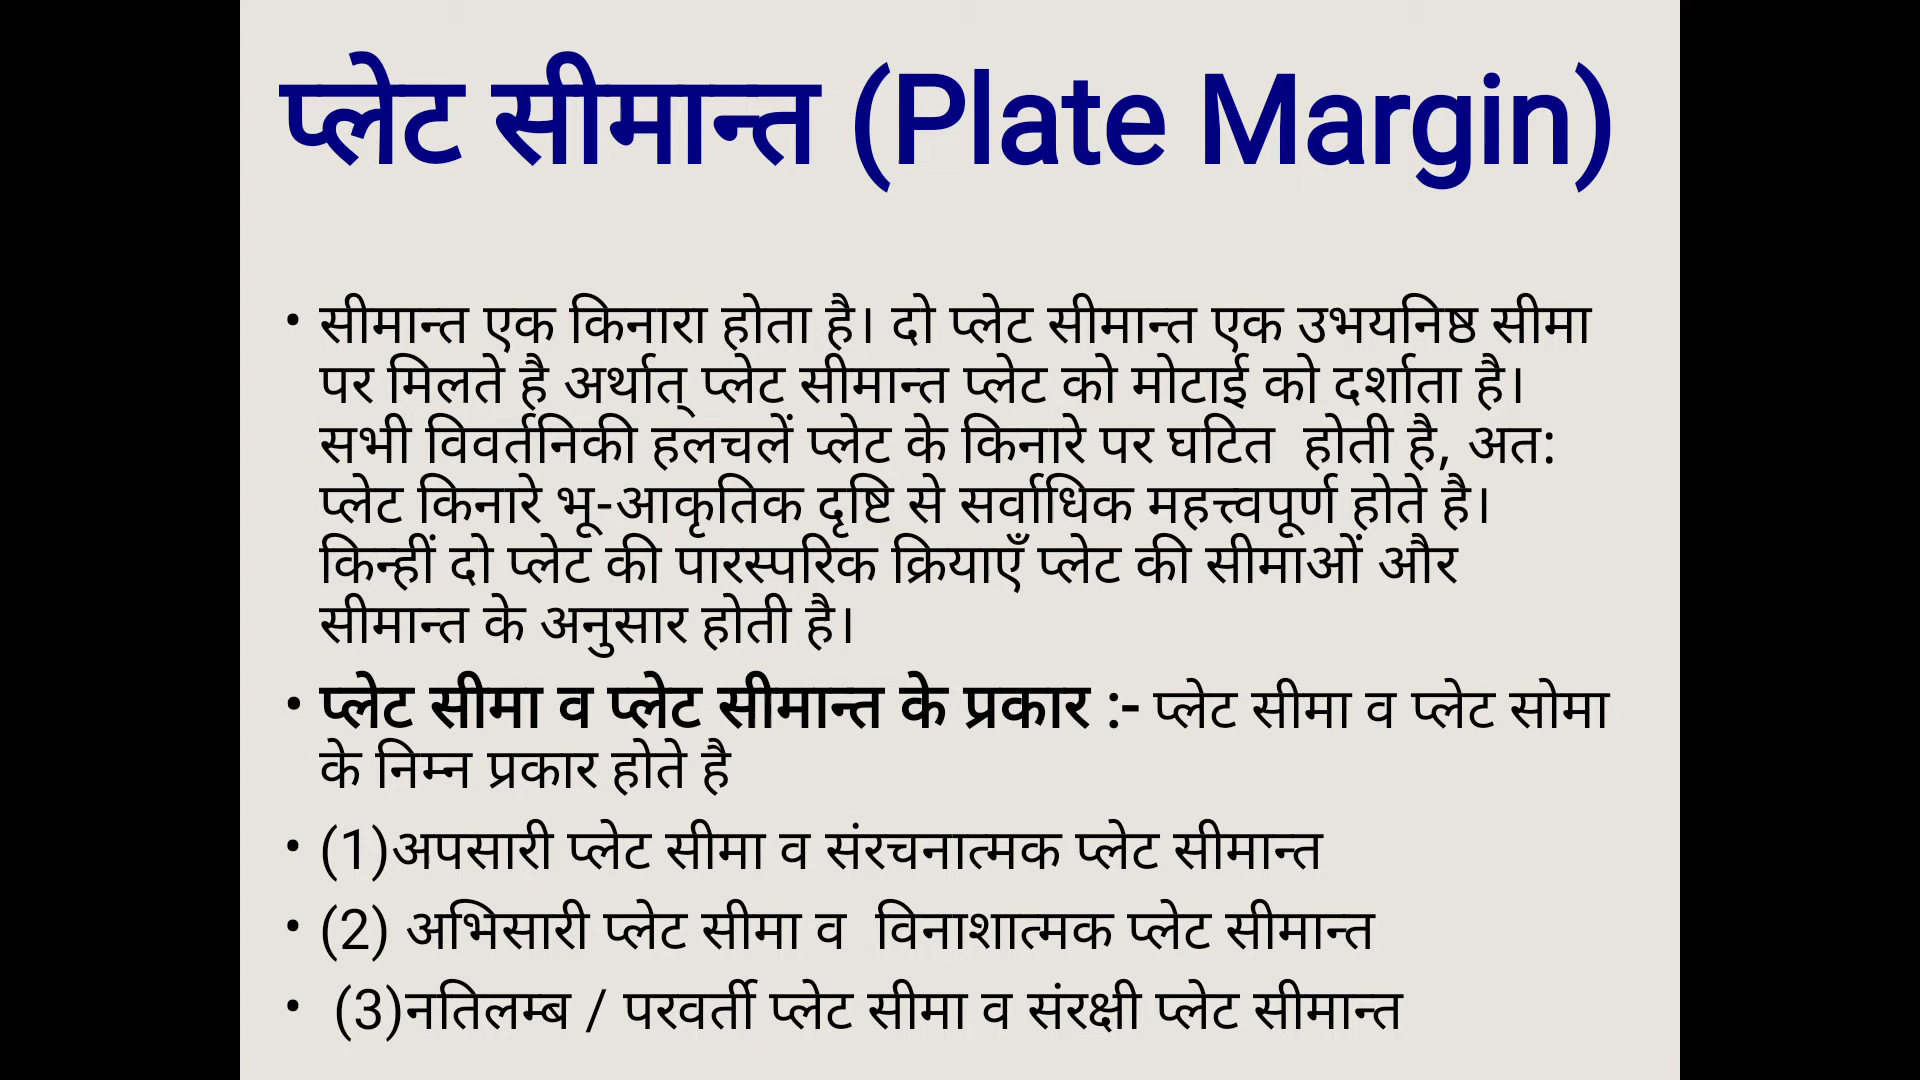 प्लेट सीमान्त (Plate Margin)
• सीमान्त एक किनारा होता है। दो प्लेट सीमान्त एक उभयनिष्ठ सीमा
पर मिलते है अर्थात् प्लेट सीमान्त प्लेट को मोटाई को दर्शाता है।
सभी विवर्तनिकी हलचलें प्लेट के किनारे पर घटित  होती है, अत:
प्लेट किनारे भू-आकृतिक दृष्टि से सर्वाधिक महत्त्वपूर्ण होते है।
किन्हीं दो प्लेट की पारस्परिक क्रियाएँ प्लेट की सीमाओं और
सीमान्त के अनुसार होती है।
• प्लेट सीमा व प्लेट सीमान्त के प्रकार :- प्लेट सीमा व प्लेट सोमा
के निम्न प्रकार होते है
• (1)अपसारी प्लेट सीमा व संरचनात्मक प्लेट सीमान्त
• (2) अभिसारी प्लेट सीमा व  विनाशात्मक प्लेट सीमान्त
• (3)नतिलम्ब / परवर्ती प्लेट सीमा व संरक्षी प्लेट सीमान्त